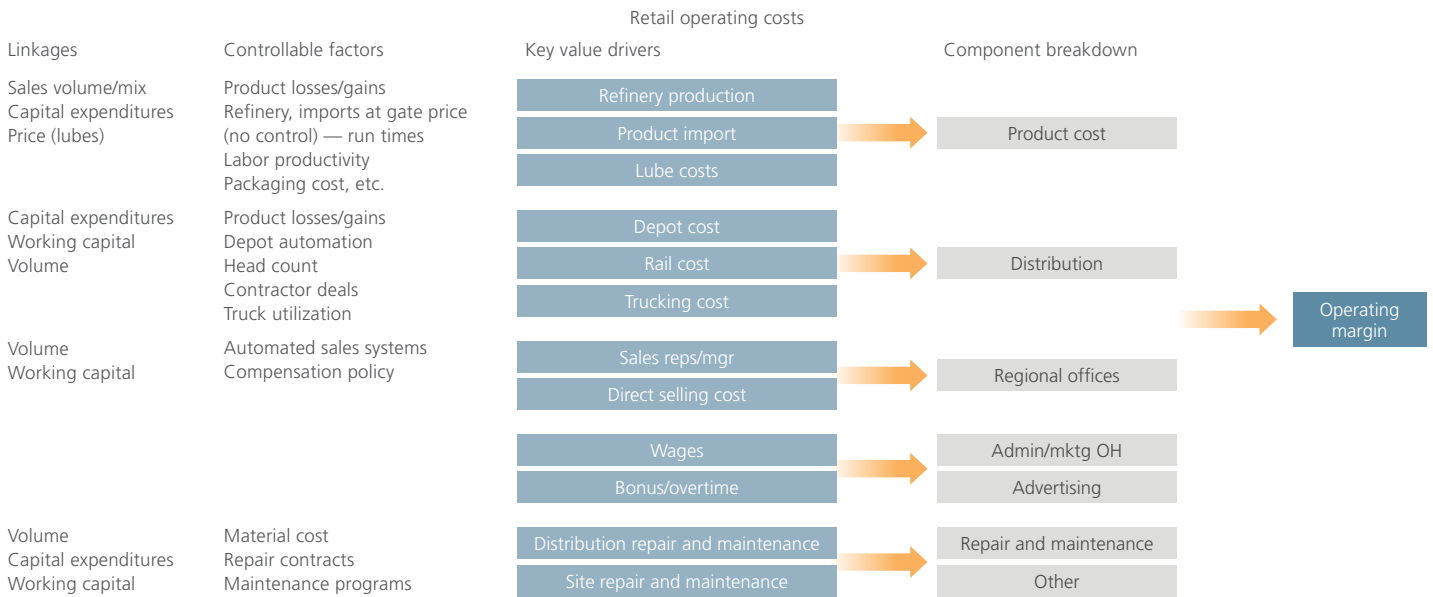 Retail operating costs
Linkages
Controllable factors
Key value drivers
Component breakdown
Sales volume/mix
Capital expenditures
Price (lubes)
Product losses/gains
Refinery, imports at gate price
(no control) — run times
Labor productivity
Packaging cost, etc.
Refinery production
Product import
Lube costs
Product cost
Capital expenditures
Working capital
Volume
Product losses/gains
Depot automation
Head count
Contractor deals
Truck utilization
Depot cost
Rail cost
Trucking cost
Distribution
Operating
margin
Volume
Working capital
Automated sales systems
Compensation policy
Sales reps/mgr
Direct selling cost
Regional offices
Wages
Bonus/overtime
Admin/mktg OH
Advertising
Volume
Capital expenditures
Working capital
Material cost
Repair contracts
Maintenance programs
Distribution repair and maintenance
Site repair and maintenance
Repair and maintenance
Other